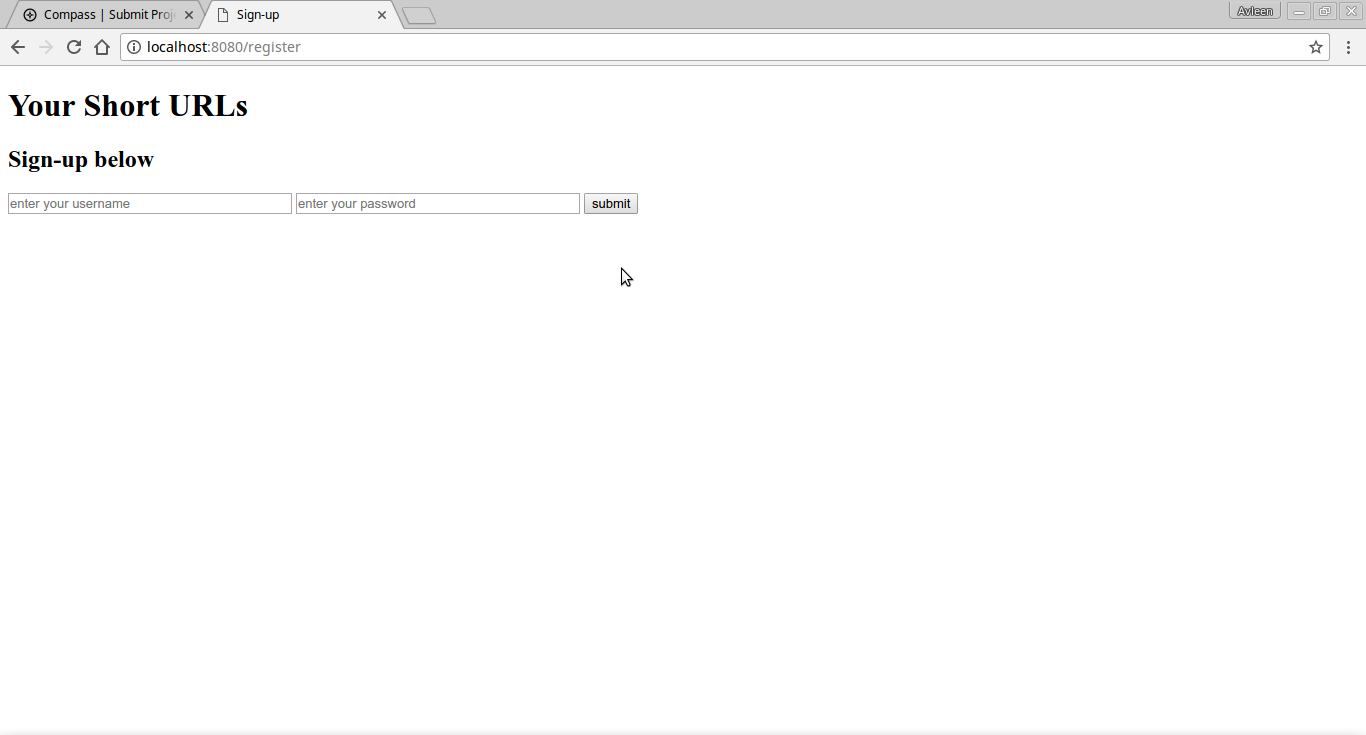 Compass | Submit Proj
Sign-up
Avleen
localhost:8080/register
Your Short URLs
Sign-up below
enter your username
enter your password
submit